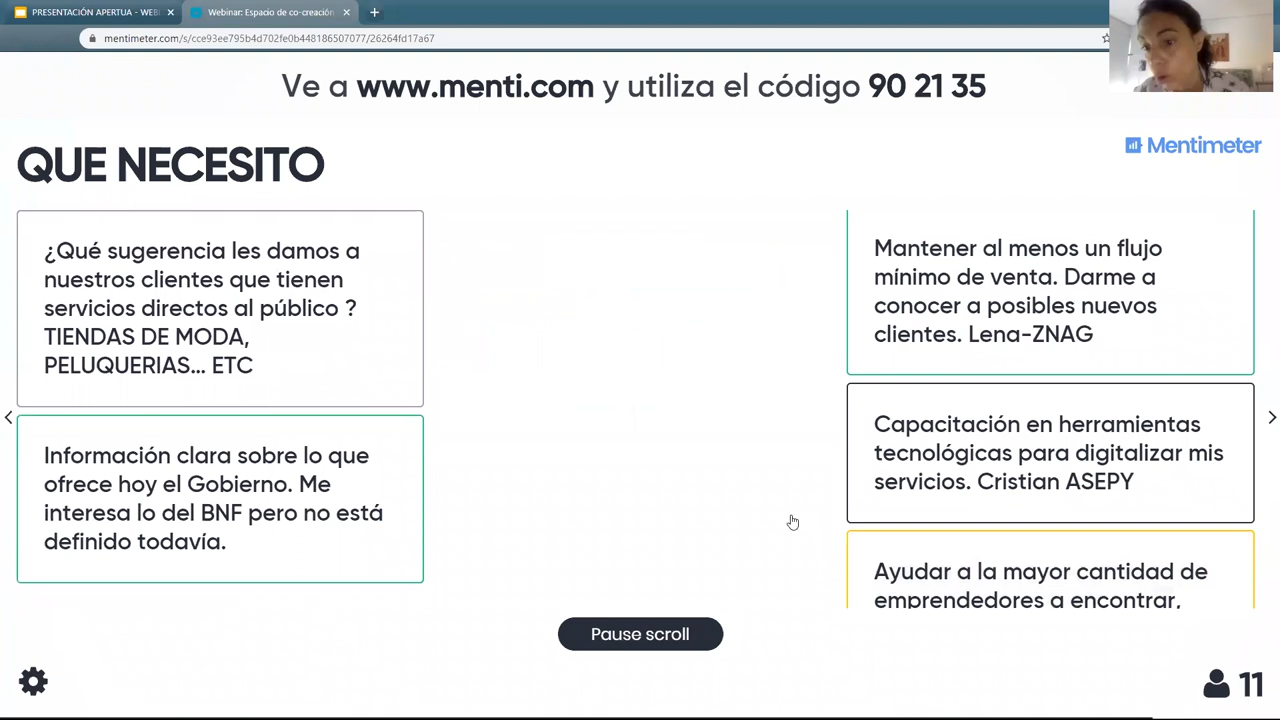 PRESENTACIÓN APERTUA - WEB
Webinar: Espacio de co-creación
mentimeter.com/s/cce93ee795b4d702fe0b448186507077/26264fd17a67
Ve a www.menti.com y utiliza el código 90 21 35
Mentimeter
QUE NECESITO
¿Qué sugerencia les damos a
nuestros clientes que tienen
servicios directos al público ?
TIENDAS DE MODA,
PELUQUERIAS... ETC
Información clara sobre lo que
ofrece hoy el Gobierno. Me
interesa lo del BNF pero no está
definido todavía.
Mantener al menos un flujo
mínimo de venta. Darme a
conocer a posibles nuevos
clientes. Lena-ZNAG
Capacitación en herramientas
tecnológicas para digitalizar mis
servicios. Cristian ASEPY
Ayudar a la mayor cantidad de
emprendedores a encontrar,
Pause scroll
11